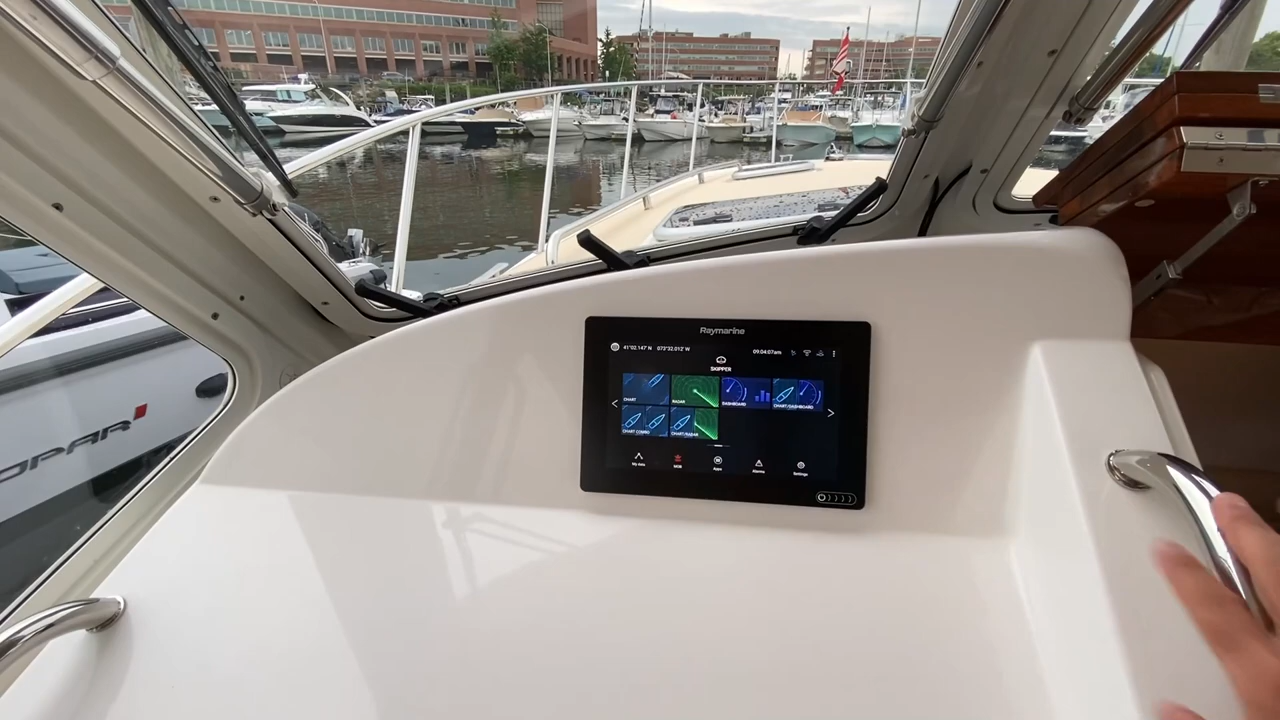 Raymarine
41°02.147' N 073°32.012' W 09:04:07am
SKIPPER
CHART RADAR DASHBOARD CHART/DASHBOARD
CHART COMBO CHART/RADAR
My data MOB Apps Alarms Settings
OPAR